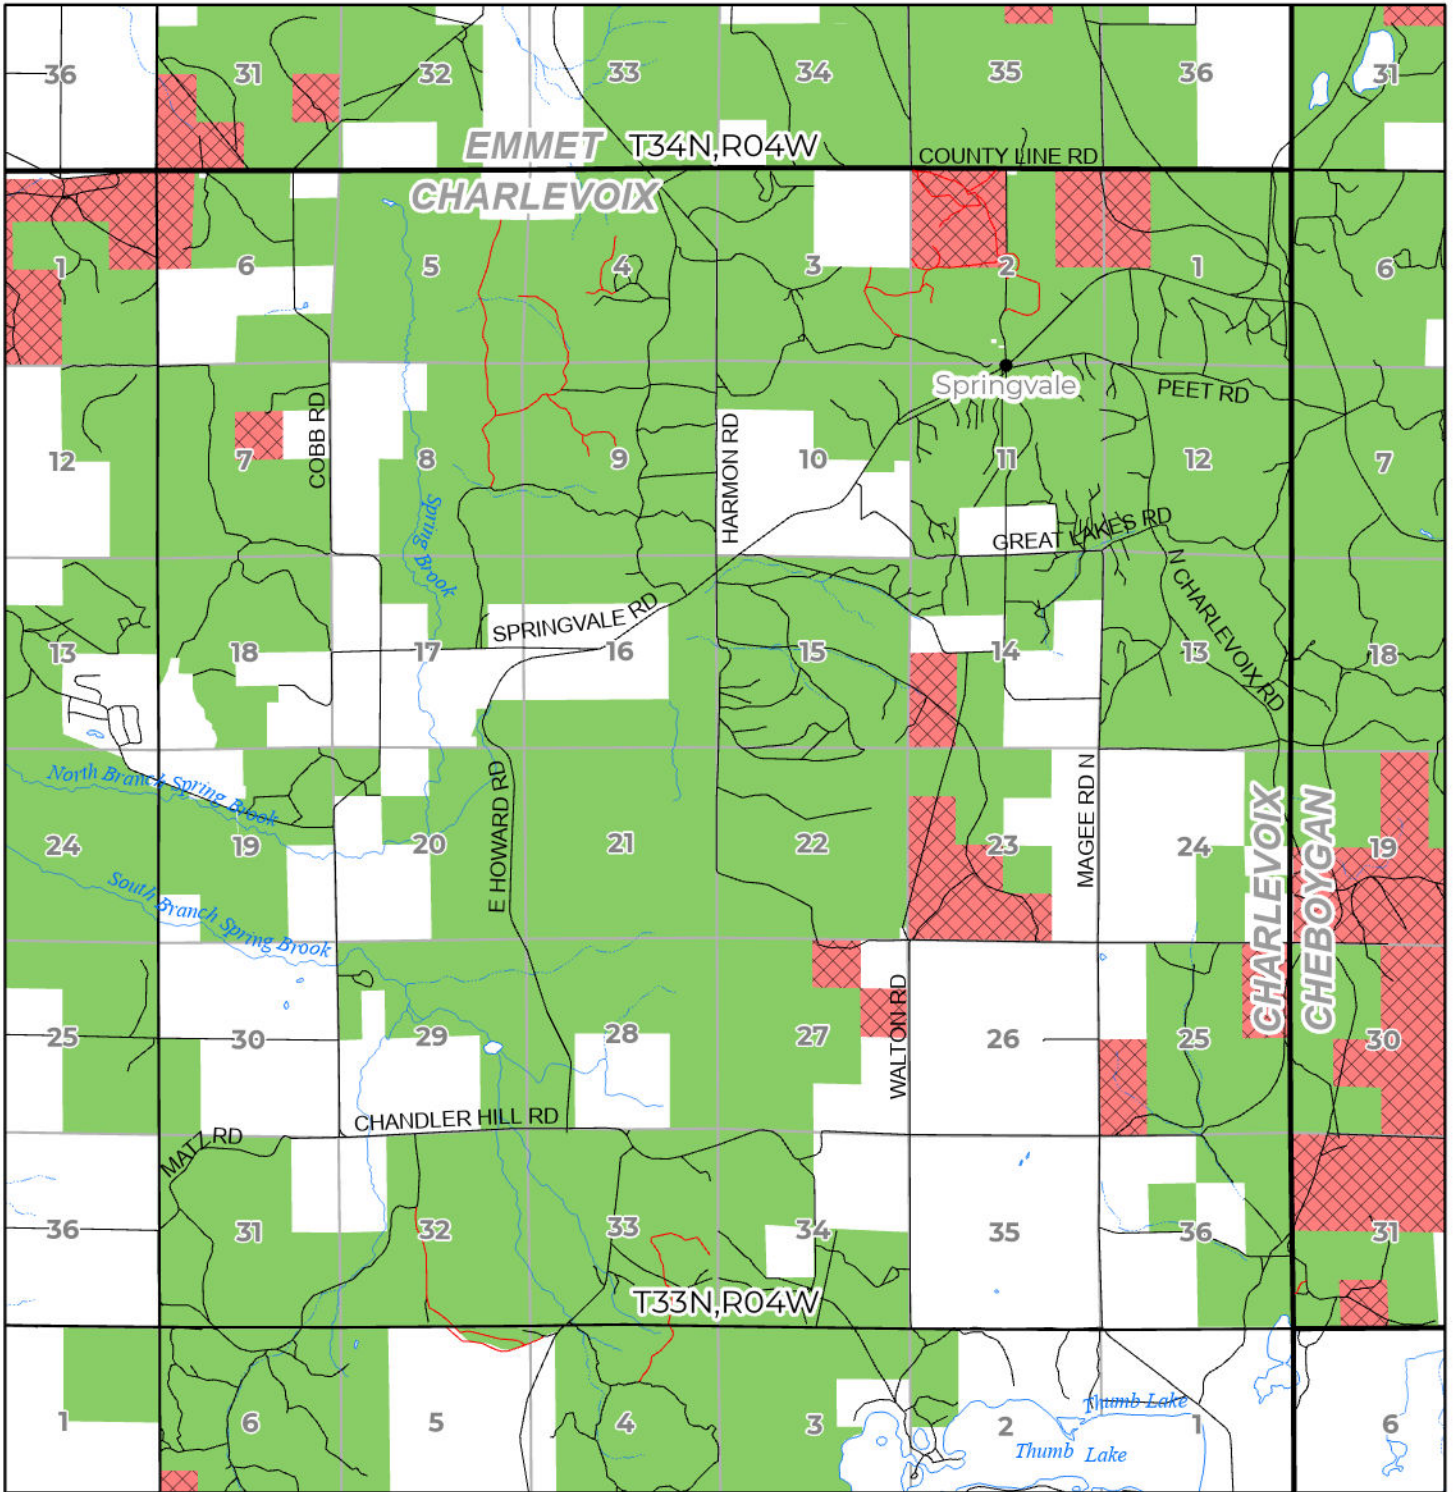 36 31 32 33 34 35 36 31
EMMET T34N,R04W
COUNTY LINE RD
CHARLEVOIX
1 6 5 4 3 2 1 6
Springvale
PEET RD
COBB RD
HARMON RD
12 7 8 9 10 11 12 7
Spring Brook
GREAT LAKES RD
N CHARLEVOIX RD
SPRINGVALE RD
13 18 17 16 15 14 13 18
North Branch Spring Brook
E HOWARD RD
MAGEE RD N
CHARLEVOIX
CHEBOYGAN
24 19 20 21 22 23 24 19
South Branch Spring Brook
WALTON RD
25 30 29 28 27 26 25 30
CHANDLER HILL RD
MATZ RD
36 31 32 33 34 35 36 31
T33N,R04W
Thumb Lake
1 6 5 4 3 2 1 6
Thumb Lake